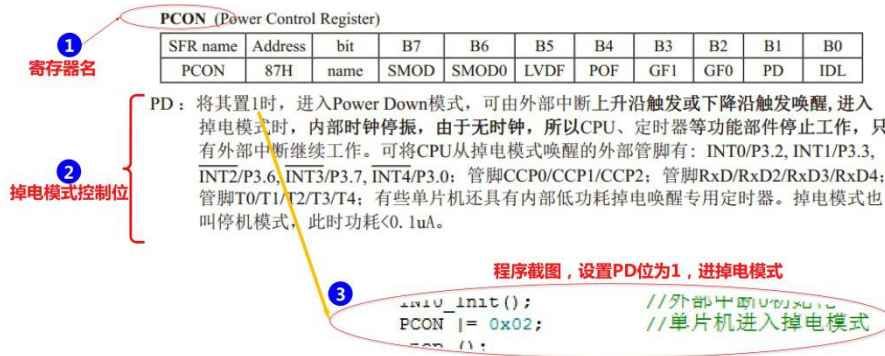 PCON (Power Control Register)
SFR name Address bit B7 B6 B5 B4 B3 B2 B1 B0
PCON 87H name SMOD SMOD0 LVDF POF GF1 GF0 PD IDL
1
寄存器名
PD：将其置1时，进入Power Down模式，可由外部中断上升沿触发或下降沿触发唤醒,进入
掉电模式时，内部时钟停振，由于无时钟，所以CPU、定时器等功能部件停止工作，只
有外部中断继续工作。可将CPU从掉电模式唤醒的外部管脚有：INT0/P3.2, INT1/P3.3,
INT2/P3.6, INT3/P3.7, INT4/P3.0；管脚CCP0/CCP1/CCP2；管脚RxD/RxD2/RxD3/RxD4;
管脚T0/T1/T2/T3/T4；有些单片机还具有内部低功耗掉电唤醒专用定时器。掉电模式也
叫停机模式，此时功耗<0.1uA。
2
掉电模式控制位
程序截图，设置PD位为1，进掉电模式
3
INT0_Init(); //外部中断0初始化
PCON |= 0x02; //单片机进入掉电模式